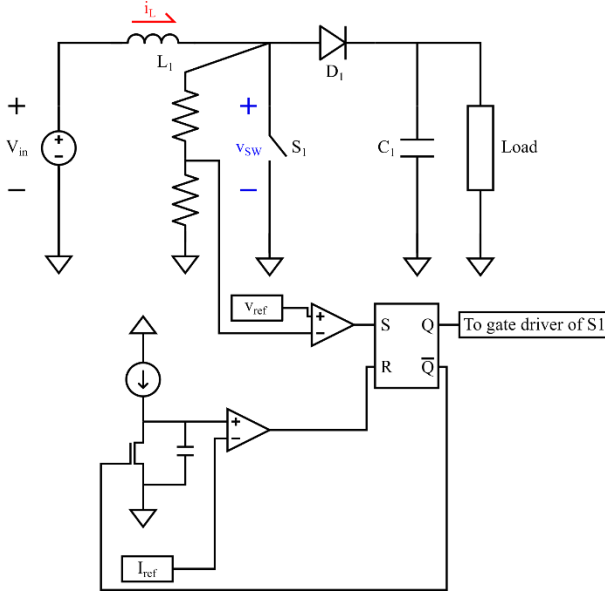 i_L
L_1
D_1
+
V_in
−
+
v_SW
−
S_1
C_1
Load
v_ref
+
−
S
Q
R
Q̅
To gate driver of S1
+
−
I_ref